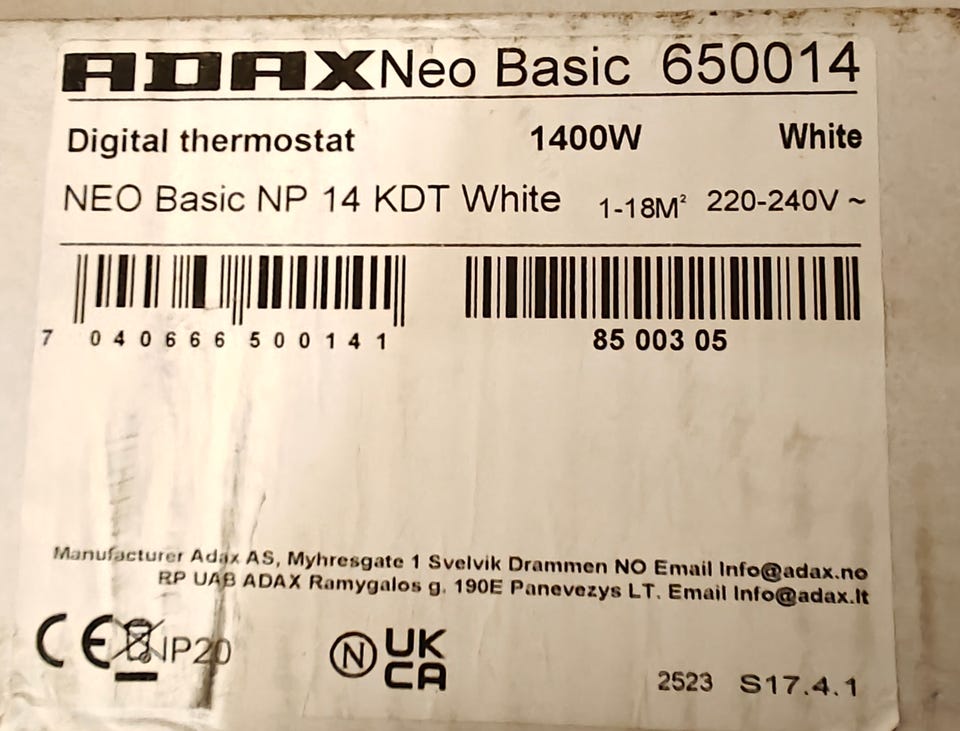 ADAX Neo Basic 650014
Digital thermostat 1400W White
NEO Basic NP 14 KDT White 1-18M² 220-240V ~
7 040666 500141
85 003 05
Manufacturer Adax AS, Myhresgate 1 Svelvik Drammen NO Email Info@adax.no
RP UAB ADAX Ramygalos g. 190E Panevezys LT. Email Info@adax.lt
CE IP20 N UK CA
2523 S17.4.1